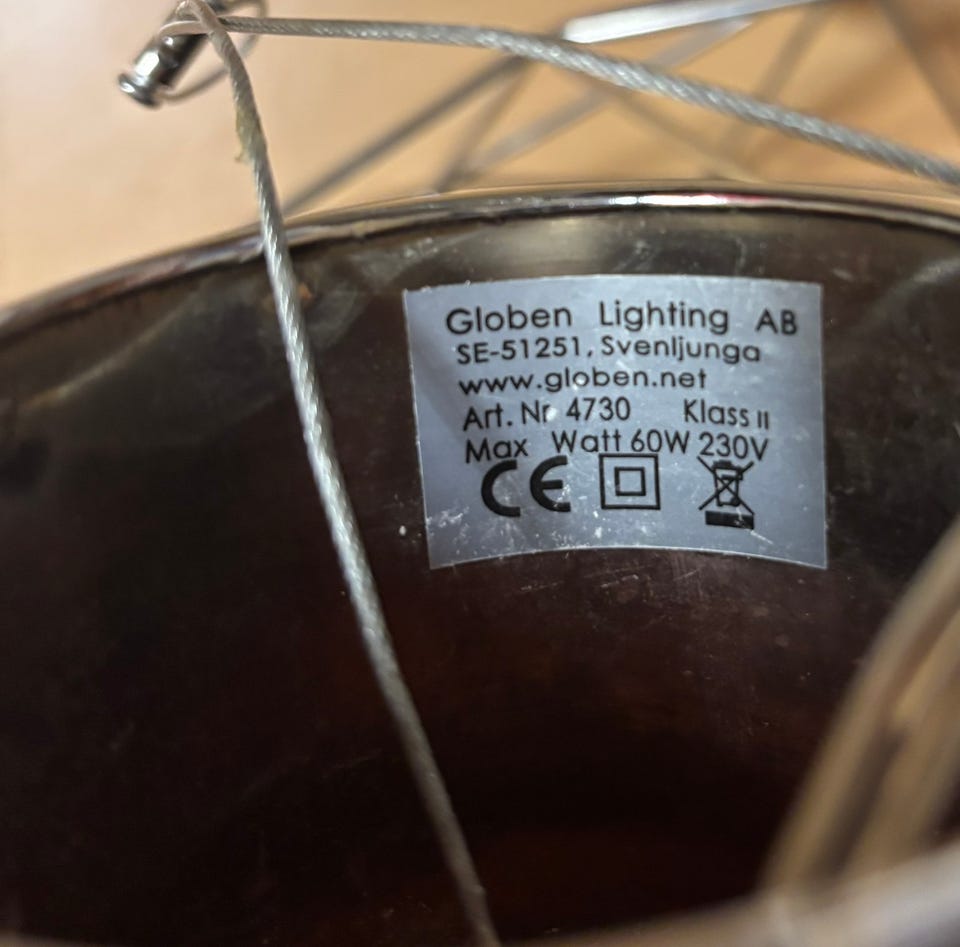 Globen Lighting AB
SE-51251, Svenljunga
www.globen.net
Art. Nr 4730 Klass II
Max Watt 60W 230V
CE